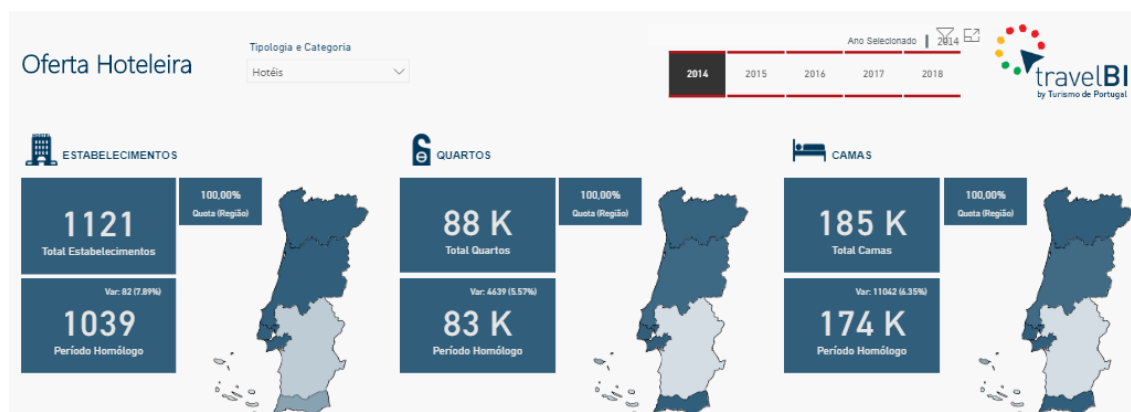 Oferta Hoteleira
Tipologia e Categoria
Hotéis
Ano Selecionado
2014
2014
2015
2016
2017
2018
travelBI
by Turismo de Portugal
HOSTEL
ESTABELECIMENTOS
1121
Total Estabelecimentos
100,00%
Quota (Região)
Var: 82 (7.89%)
1039
Período Homólogo
QUARTOS
88 K
Total Quartos
100,00%
Quota (Região)
Var: 4639 (5.57%)
83 K
Período Homólogo
CAMAS
185 K
Total Camas
100,00%
Quota (Região)
Var: 11042 (6.35%)
174 K
Período Homólogo